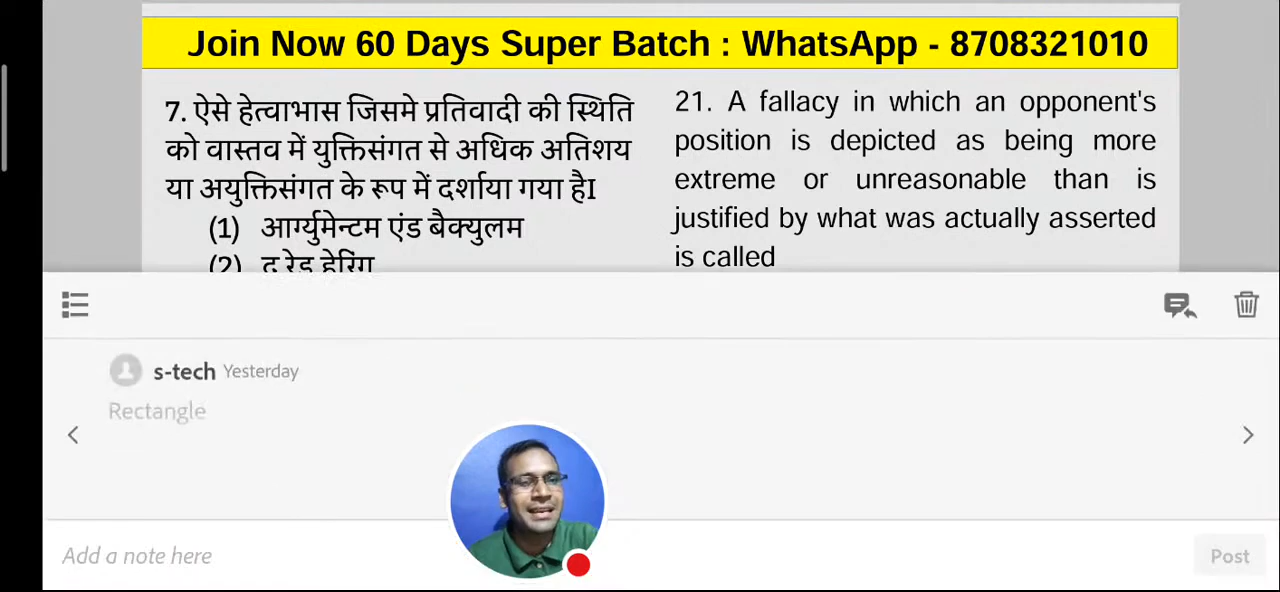 Join Now 60 Days Super Batch : WhatsApp - 8708321010
7. ऐसे हेत्वाभास जिसमे प्रतिवादी की स्थिति
को वास्तव में युक्तिसंगत से अधिक अतिशय
या अयुक्तिसंगत के रूप में दर्शाया गया हैI
(1) आर्ग्युमेन्टम एंड बैक्युलम
(2) द रेड हेरिंग
21. A fallacy in which an opponent's
position is depicted as being more
extreme or unreasonable than is
justified by what was actually asserted
is called
s-tech Yesterday
Rectangle
Add a note here
Post